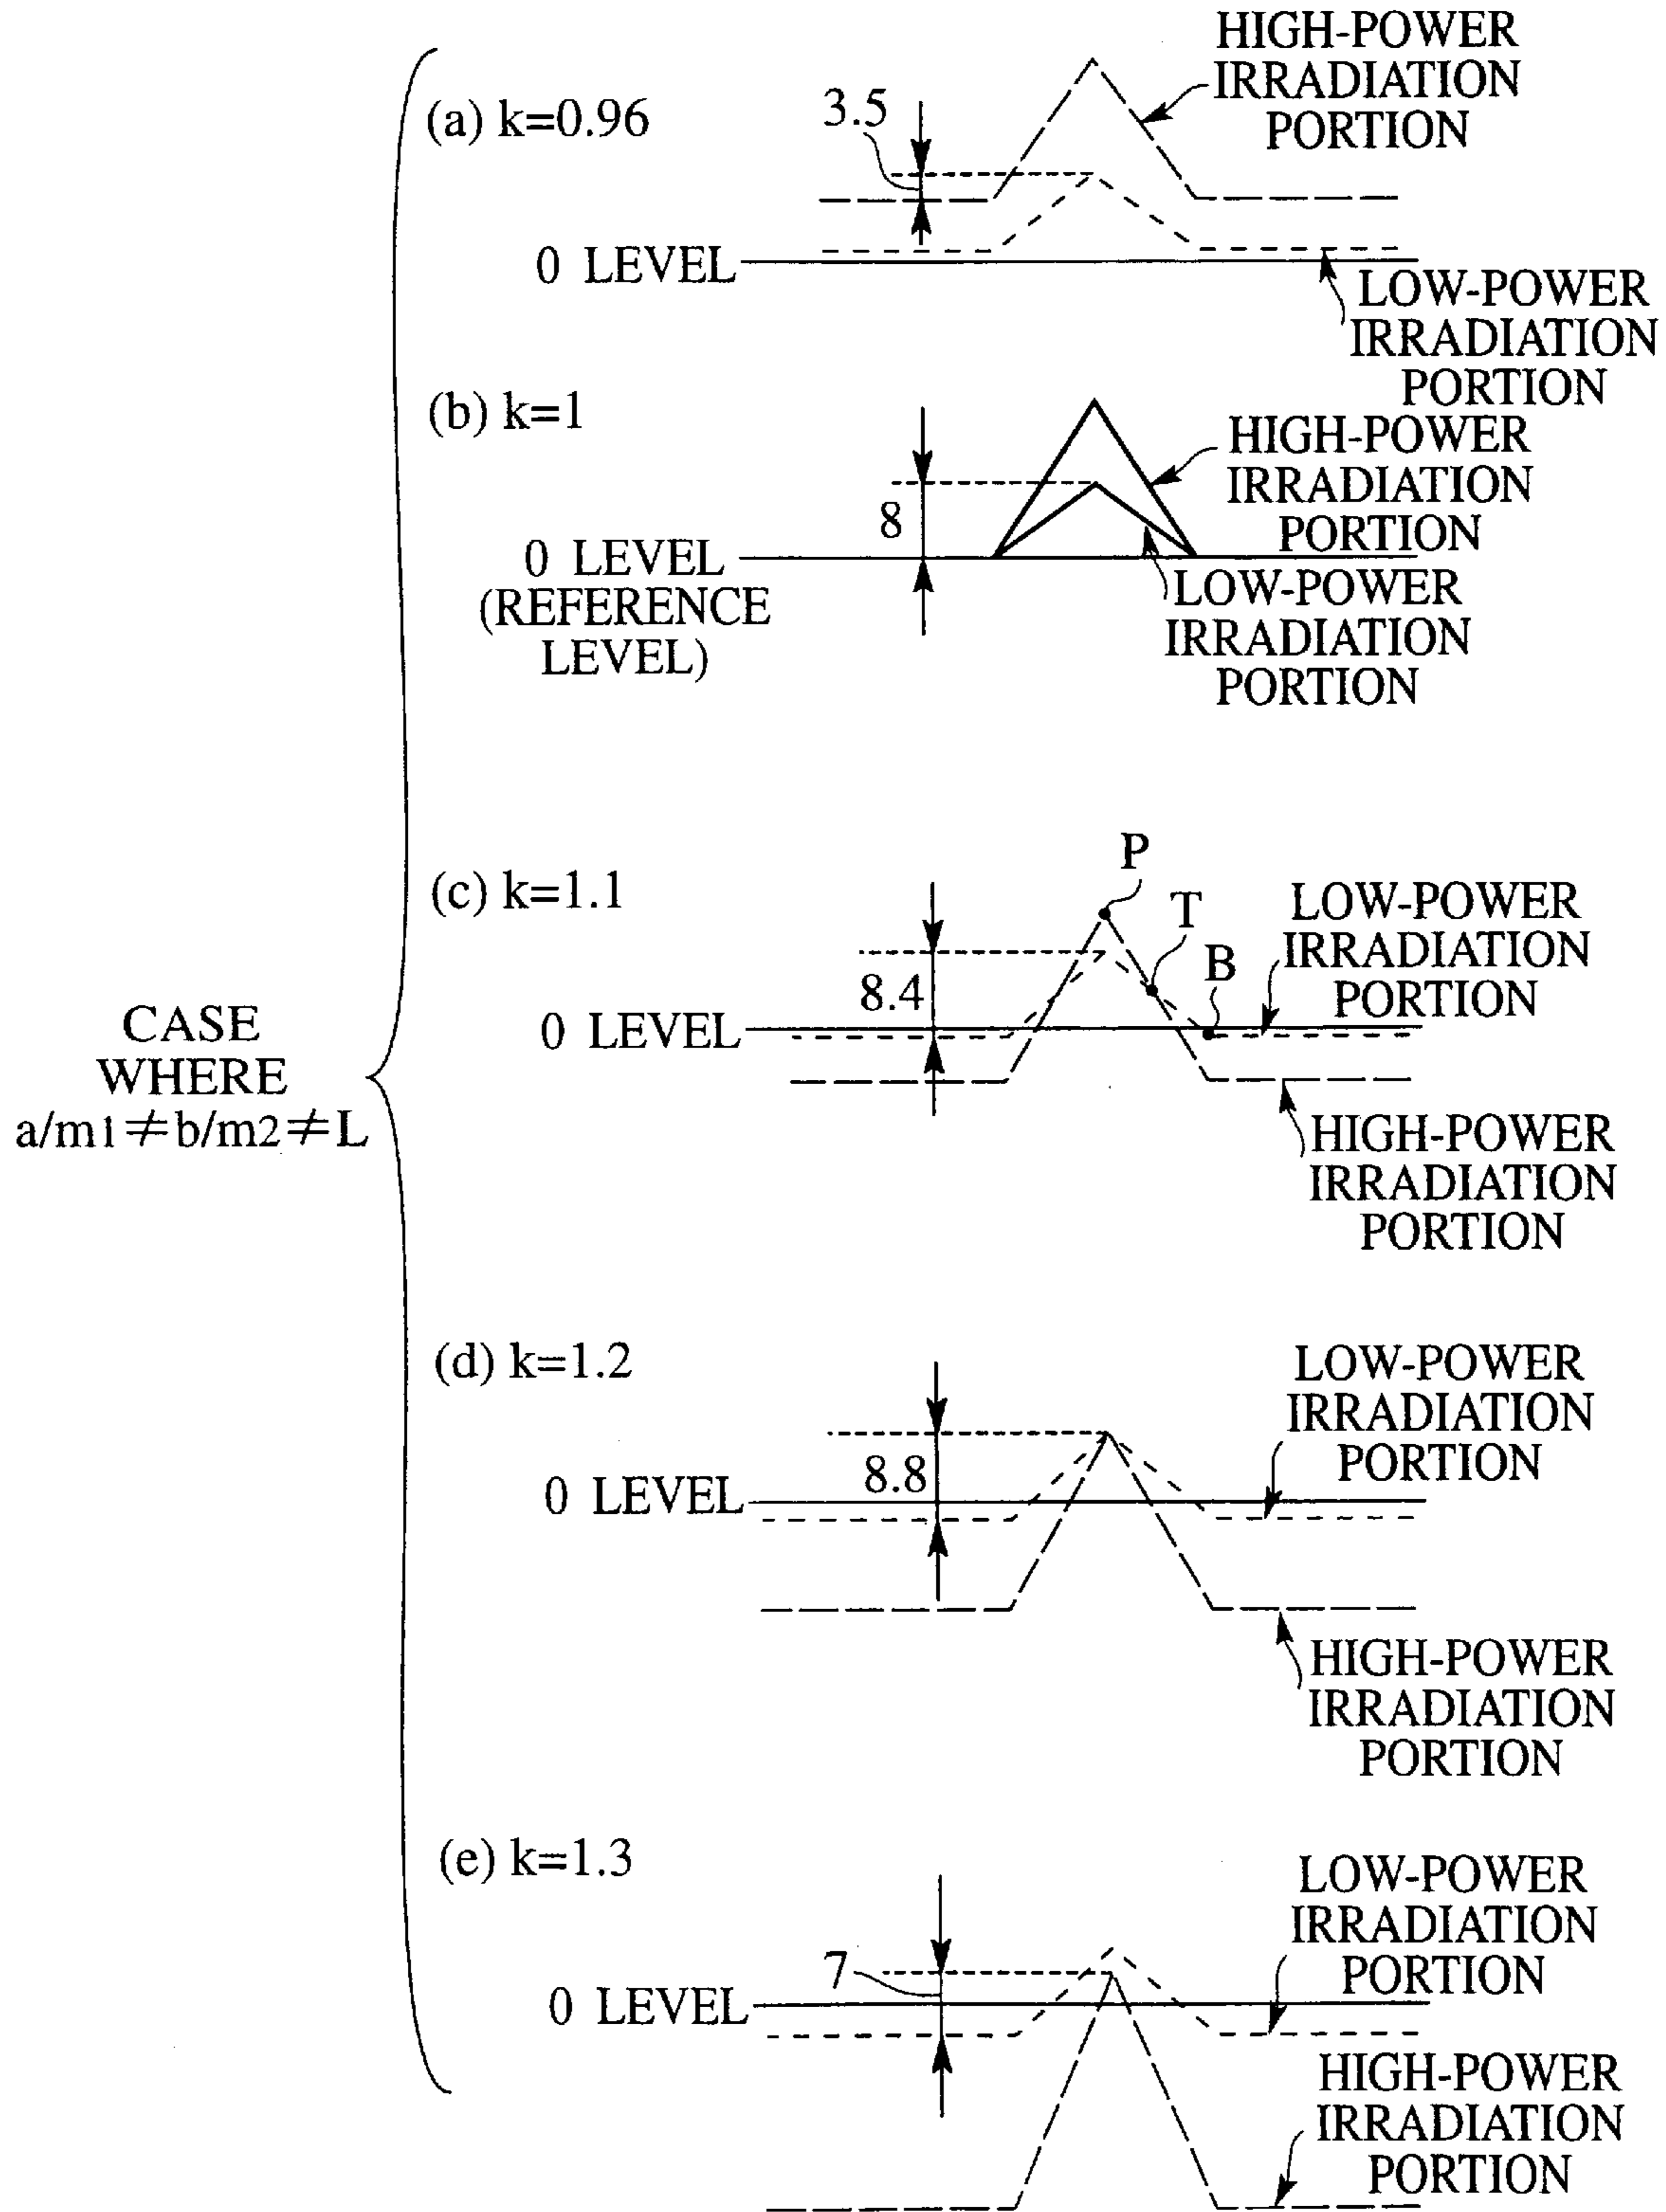 HIGH-POWER
IRRADIATION
PORTION
(a) k=0.96
3.5
0 LEVEL
LOW-POWER
IRRADIATION
PORTION
(b) k=1
HIGH-POWER
IRRADIATION
PORTION
8
0 LEVEL
(REFERENCE
LEVEL)
LOW-POWER
IRRADIATION
PORTION
(c) k=1.1
P
T
B
LOW-POWER
IRRADIATION
PORTION
8.4
0 LEVEL
HIGH-POWER
IRRADIATION
PORTION
CASE
WHERE
a/m1≠b/m2≠L
(d) k=1.2
LOW-POWER
IRRADIATION
PORTION
8.8
0 LEVEL
HIGH-POWER
IRRADIATION
PORTION
(e) k=1.3
LOW-POWER
IRRADIATION
PORTION
7
0 LEVEL
HIGH-POWER
IRRADIATION
PORTION